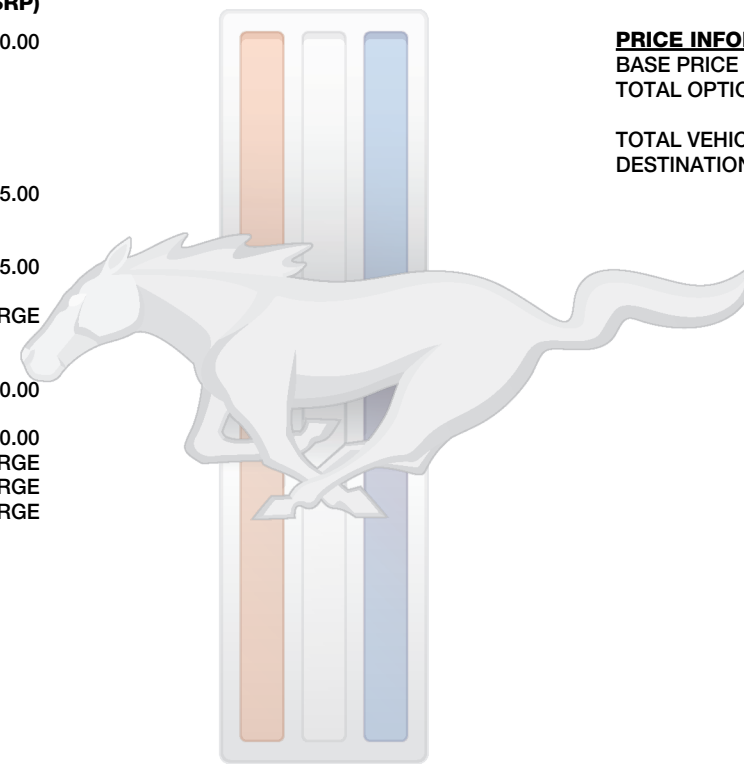 SRP)
0.00
5.00
5.00
RGE
0.00
0.00
RGE
RGE
RGE
PRICE INFO
BASE PRICE
TOTAL OPTIO
TOTAL VEHIC
DESTINATION